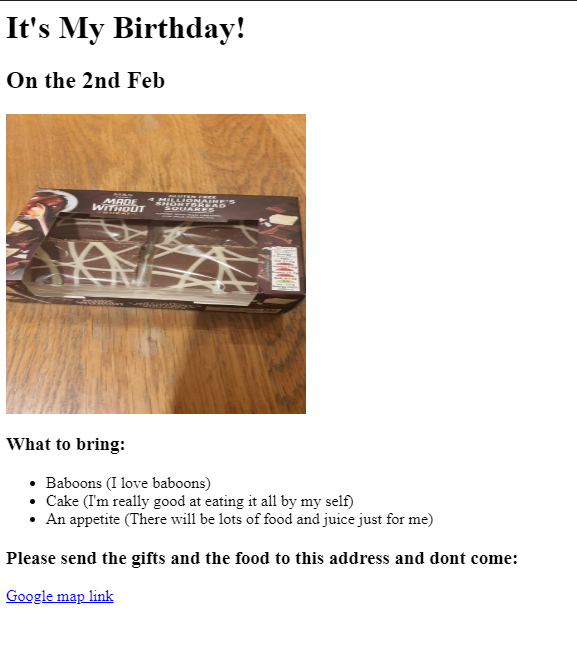 It's My Birthday!
On the 2nd Feb
M&S
MADE
WITHOUT
WHEAT
GLUTEN FREE
4 MILLIONAIRE'S
SHORTBREAD
SQUARES
What to bring:
Baboons (I love baboons)
Cake (I'm really good at eating it all by my self)
An appetite (There will be lots of food and juice just for me)
Please send the gifts and the food to this address and dont come:
Google map link